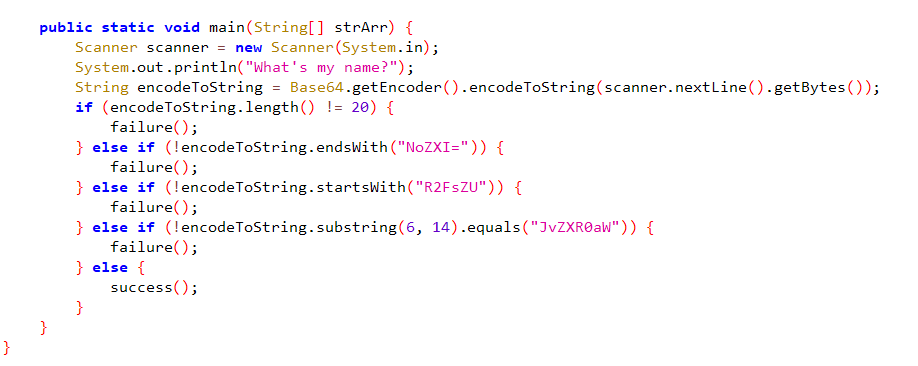 public static void main(String[] strArr) {
Scanner scanner = new Scanner(System.in);
System.out.println("What's my name?");
String encodeToString = Base64.getEncoder().encodeToString(scanner.nextLine().getBytes());
if (encodeToString.length() != 20) {
failure();
} else if (!encodeToString.endsWith("NoZXI=")) {
failure();
} else if (!encodeToString.startsWith("R2FsZU")) {
failure();
} else if (!encodeToString.substring(6, 14).equals("JvZXR0aW")) {
failure();
} else {
success();
}
}
}